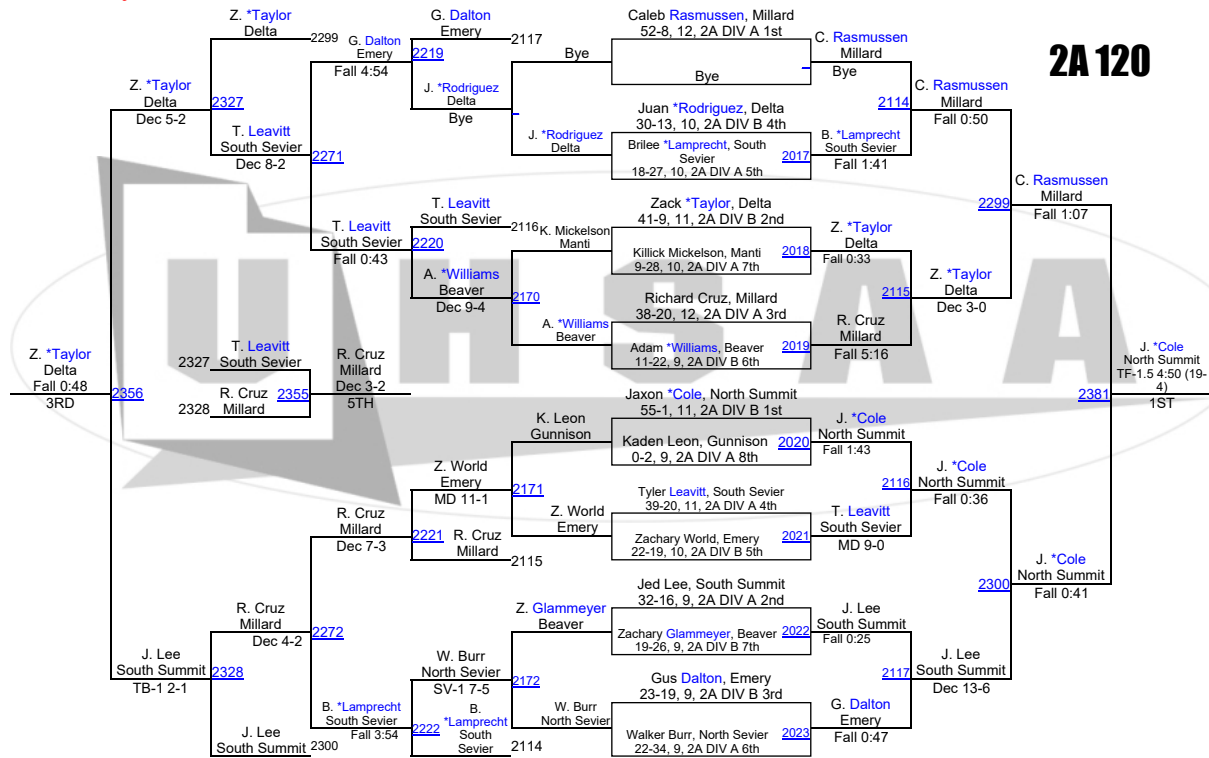 2A 120
Z. *Taylor
Delta
2299
G. Dalton
Emery
Fall 4:54
2219
G. Dalton
Emery
2117
J. *Rodriguez
Delta
Bye
Z. *Taylor
Delta
Dec 5-2
2327
T. Leavitt
South Sevier
Dec 8-2
2271
T. Leavitt
South Sevier
Fall 0:43
2220
T. Leavitt
South Sevier
2116
A. *Williams
Beaver
Dec 9-4
2170
Bye
J. *Rodriguez
Delta
K. Mickelson
Manti
A. *Williams
Beaver
Caleb Rasmussen, Millard
52-8, 12, 2A DIV A 1st
Bye
Juan *Rodriguez, Delta
30-13, 10, 2A DIV B 4th
Brilee *Lamprecht, South
Sevier
18-27, 10, 2A DIV A 5th
2017
Zack *Taylor, Delta
41-9, 11, 2A DIV B 2nd
Killick Mickelson, Manti
9-28, 10, 2A DIV A 7th
2018
Richard Cruz, Millard
38-20, 12, 2A DIV A 3rd
Adam *Williams, Beaver
11-22, 9, 2A DIV B 6th
2019
C. Rasmussen
Millard
Bye
2114
B. *Lamprecht
South Sevier
Fall 1:41
C. Rasmussen
Millard
Fall 0:50
2299
C. Rasmussen
Millard
Fall 1:07
Z. *Taylor
Delta
Fall 0:33
2115
R. Cruz
Millard
Fall 5:16
Z. *Taylor
Delta
Dec 3-0
UHSAA
Z. *Taylor
Delta
Fall 0:48
3RD
2356
2327
T. Leavitt
South Sevier
2328
R. Cruz
Millard
2355
R. Cruz
Millard
Dec 3-2
5TH
J. *Cole
North Summit
TF-1.5 4:50 (19-
4)
1ST
2381
Jaxon *Cole, North Summit
55-1, 11, 2A DIV B 1st
Kaden Leon, Gunnison
0-2, 9, 2A DIV A 8th
2020
Tyler Leavitt, South Sevier
39-20, 11, 2A DIV A 4th
Zachary World, Emery
22-19, 10, 2A DIV B 5th
2021
Jed Lee, South Summit
32-16, 9, 2A DIV A 2nd
Zachary Glammeyer, Beaver
19-26, 9, 2A DIV B 7th
2022
Gus Dalton, Emery
23-19, 9, 2A DIV B 3rd
Walker Burr, North Sevier
22-34, 9, 2A DIV A 6th
2023
J. *Cole
North Summit
Fall 1:43
2116
T. Leavitt
South Sevier
MD 9-0
J. *Cole
North Summit
Fall 0:36
2300
J. *Cole
North Summit
Fall 0:41
J. Lee
South Summit
Fall 0:25
2117
G. Dalton
Emery
Fall 0:47
J. Lee
South Summit
Dec 13-6
K. Leon
Gunnison
Z. World
Emery
MD 11-1
2171
Z. World
Emery
R. Cruz
Millard
Dec 7-3
2221
R. Cruz
Millard
2115
R. Cruz
Millard
Dec 4-2
2272
Z. Glammeyer
Beaver
W. Burr
North Sevier
SV-1 7-5
2172
W. Burr
North Sevier
J. Lee
South Summit
TB-1 2-1
2328
B. *Lamprecht
South Sevier
Fall 3:54
2222
B.
*Lamprecht
South
Sevier
2114
J. Lee
South Summit
2300